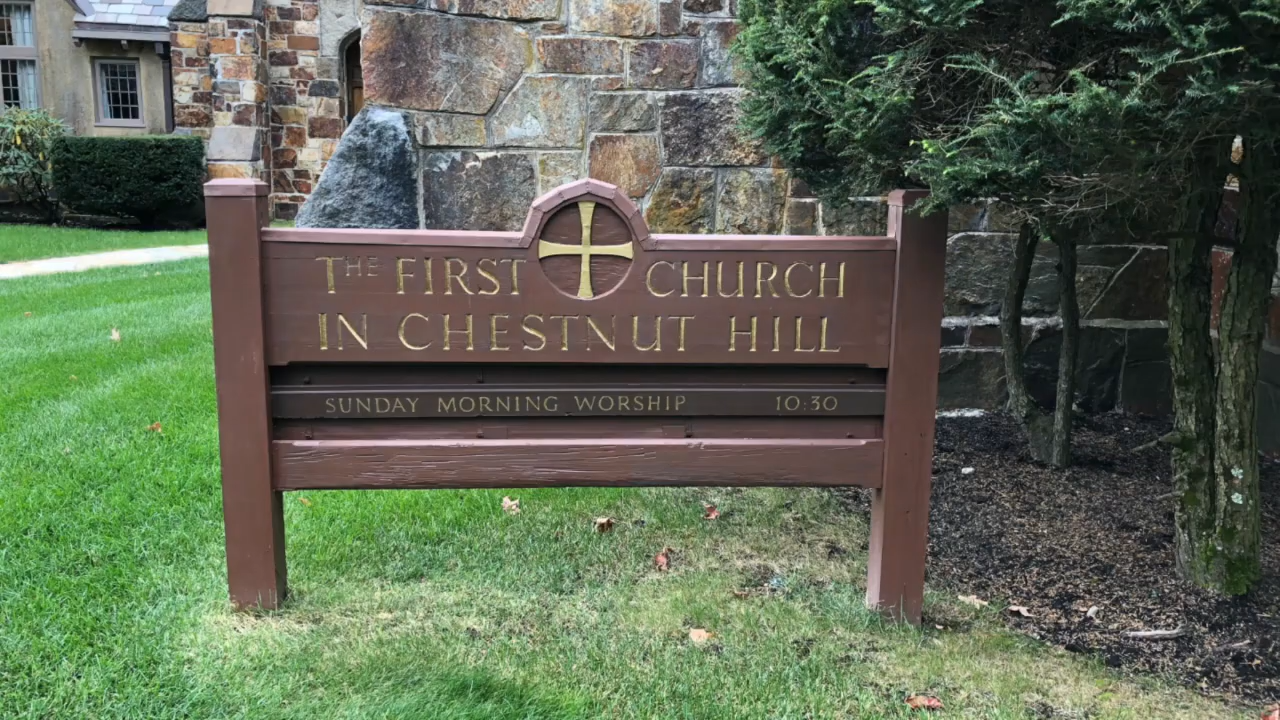 THE FIRST CHURCH
IN CHESTNUT HILL
SUNDAY MORNING WORSHIP 10:30